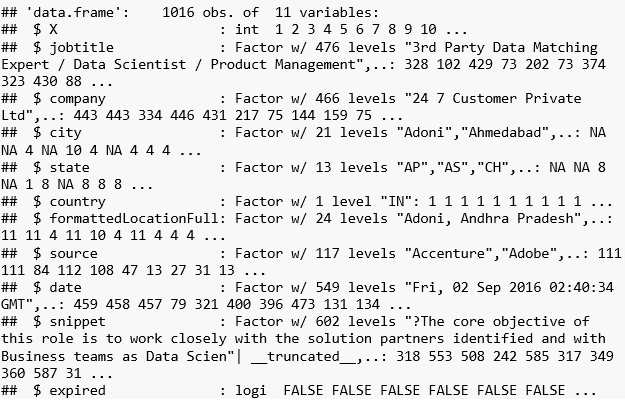 ## 'data.frame':    1016 obs. of  11 variables:
##  $ X                    : int  1 2 3 4 5 6 7 8 9 10 ...
##  $ jobtitle             : Factor w/ 476 levels "3rd Party Data Matching
Expert / Data Scientist / Product Management",..: 328 102 429 73 202 73 374
323 430 88 ...
##  $ company              : Factor w/ 466 levels "24 7 Customer Private
Ltd",..: 443 443 334 446 431 217 75 144 159 75 ...
##  $ city                 : Factor w/ 21 levels "Adoni","Ahmedabad",..: NA
NA 4 NA 10 4 NA 4 4 4 ...
##  $ state                : Factor w/ 13 levels "AP","AS","CH",..: NA NA 8
NA 1 8 NA 8 8 8 ...
##  $ country              : Factor w/ 1 level "IN": 1 1 1 1 1 1 1 1 1 1 ...
##  $ formattedLocationFull: Factor w/ 24 levels "Adoni, Andhra Pradesh",..:
11 11 4 11 10 4 11 4 4 4 ...
##  $ source               : Factor w/ 117 levels "Accenture","Adobe",..: 111
111 84 112 108 47 13 27 31 13 ...
##  $ date                 : Factor w/ 549 levels "Fri, 02 Sep 2016 02:40:34
GMT",..: 459 458 457 79 321 400 396 473 131 134 ...
##  $ snippet              : Factor w/ 602 levels "?The core objective of
this role is to work closely with the solution partners identified and with
Business teams as Data Scien"| __truncated__,..: 318 553 508 242 585 317 349
360 587 31 ...
##  $ expired              : logi  FALSE FALSE FALSE FALSE FALSE FALSE ...